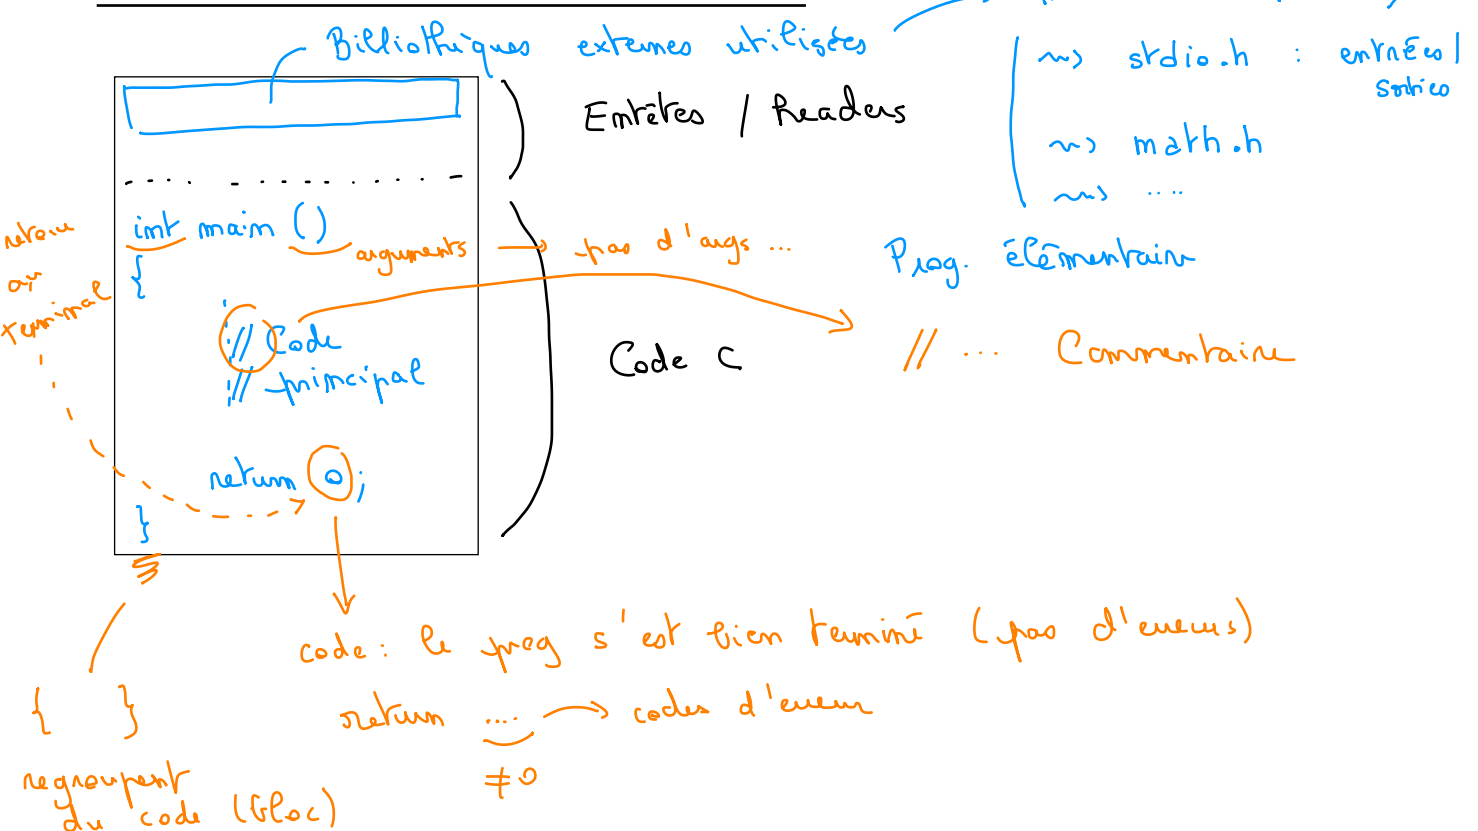 Bibliothèques externes utilisées
~~> stdio.h : entrées / sorties
~~> math.h
~~> ....
Entêtes / Headers
int main ()
arguments → pas d'args ...
Prog. élémentaire
{
retour au terminal
// Code
// principal
Code C
// ... Commentaire
return 0;
}
code : le prog s'est bien terminé (pas d'erreurs)
return .... → codes d'erreur
≠ 0
{ }
regroupent
du code (bloc)